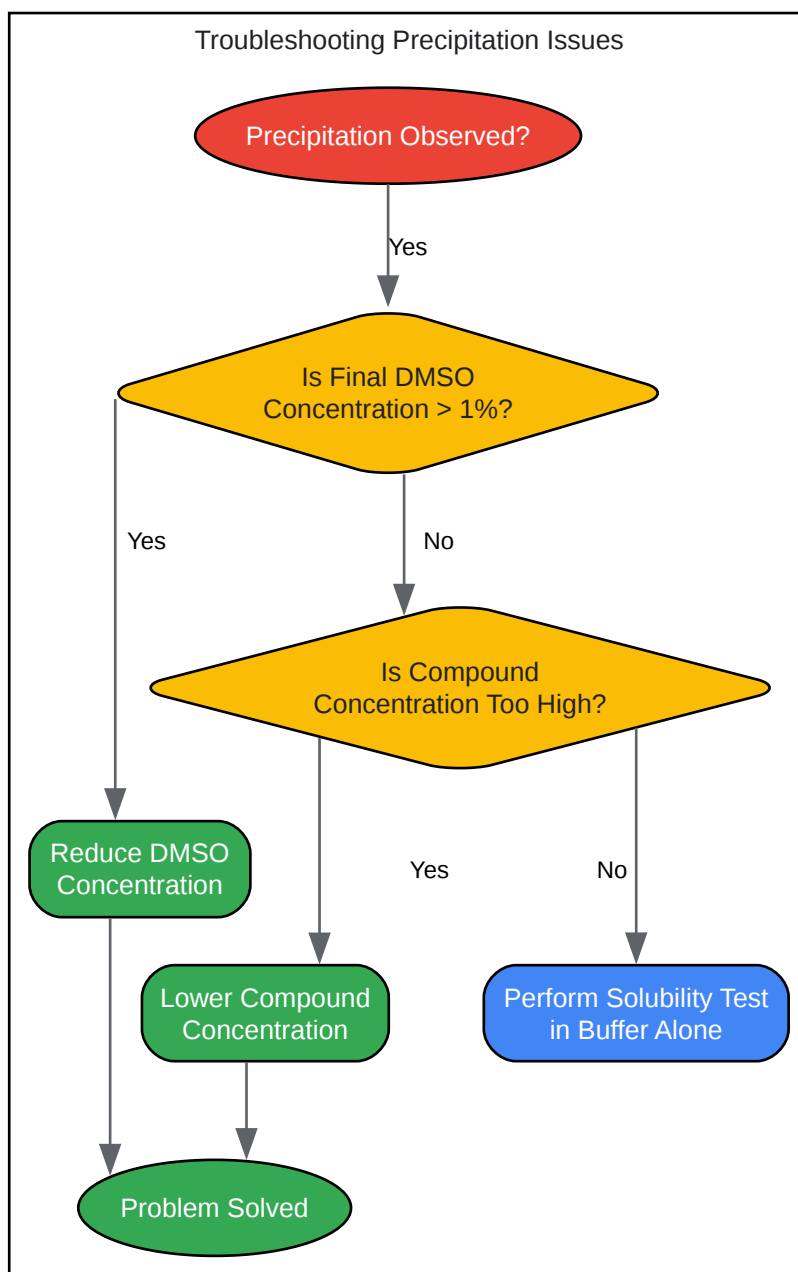 Troubleshooting Precipitation Issues
Precipitation Observed?
Yes
Is Final DMSO
Concentration > 1%?
Yes
No
Is Compound
Concentration Too High?
Reduce DMSO
Concentration
Yes
No
Lower Compound
Concentration
Perform Solubility Test
in Buffer Alone
Problem Solved